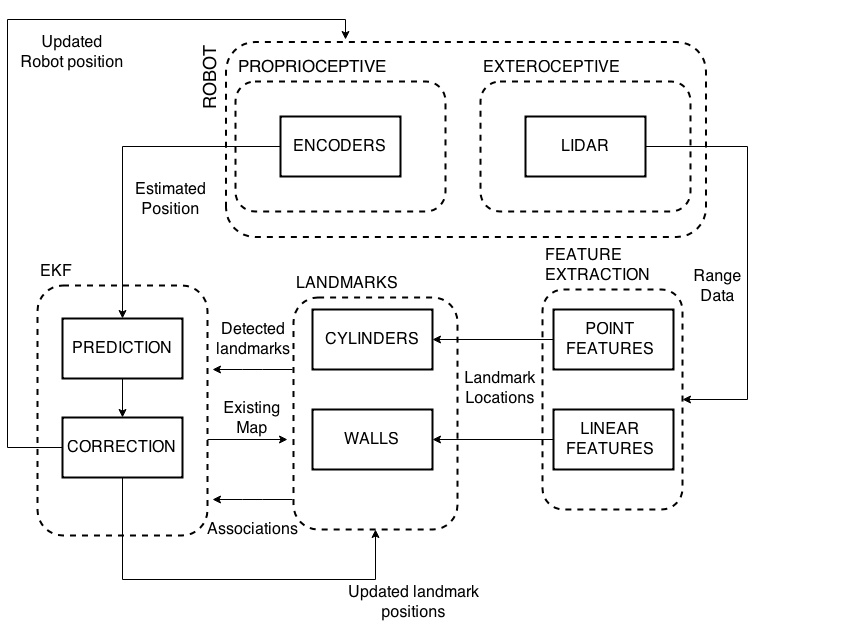 Updated
Robot position
ROBOT
PROPRIOCEPTIVE
EXTEROCEPTIVE
ENCODERS
LIDAR
Estimated
Position
EKF
LANDMARKS
FEATURE
EXTRACTION
Range
Data
PREDICTION
Detected
landmarks
CYLINDERS
POINT
FEATURES
Landmark
Locations
Existing
Map
CORRECTION
WALLS
LINEAR
FEATURES
Associations
Updated landmark
positions